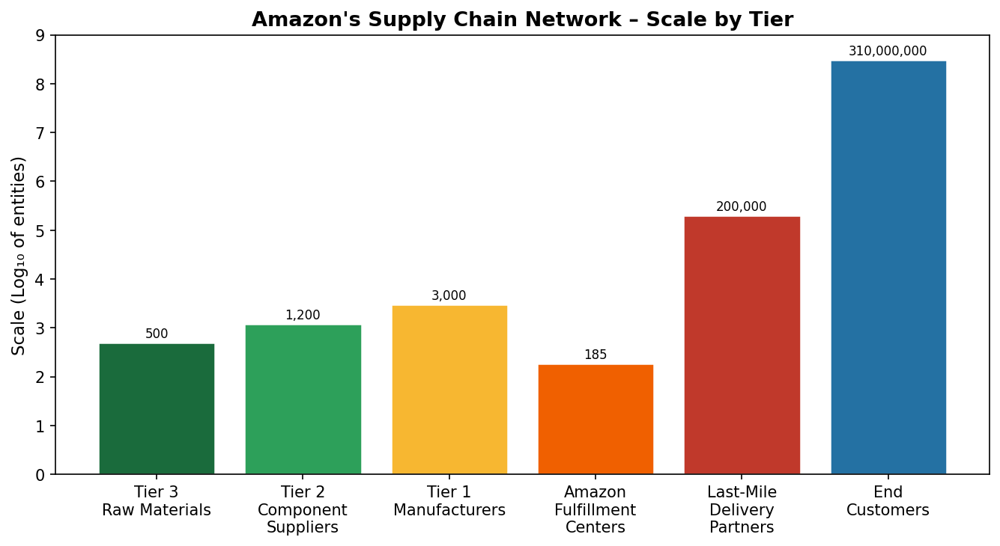 Amazon's Supply Chain Network – Scale by Tier
Scale (Log₁₀ of entities)
9
8
7
6
5
4
3
2
1
0
500
1,200
3,000
185
200,000
310,000,000
Tier 3
Raw Materials
Tier 2
Component
Suppliers
Tier 1
Manufacturers
Amazon
Fulfillment
Centers
Last-Mile
Delivery
Partners
End
Customers